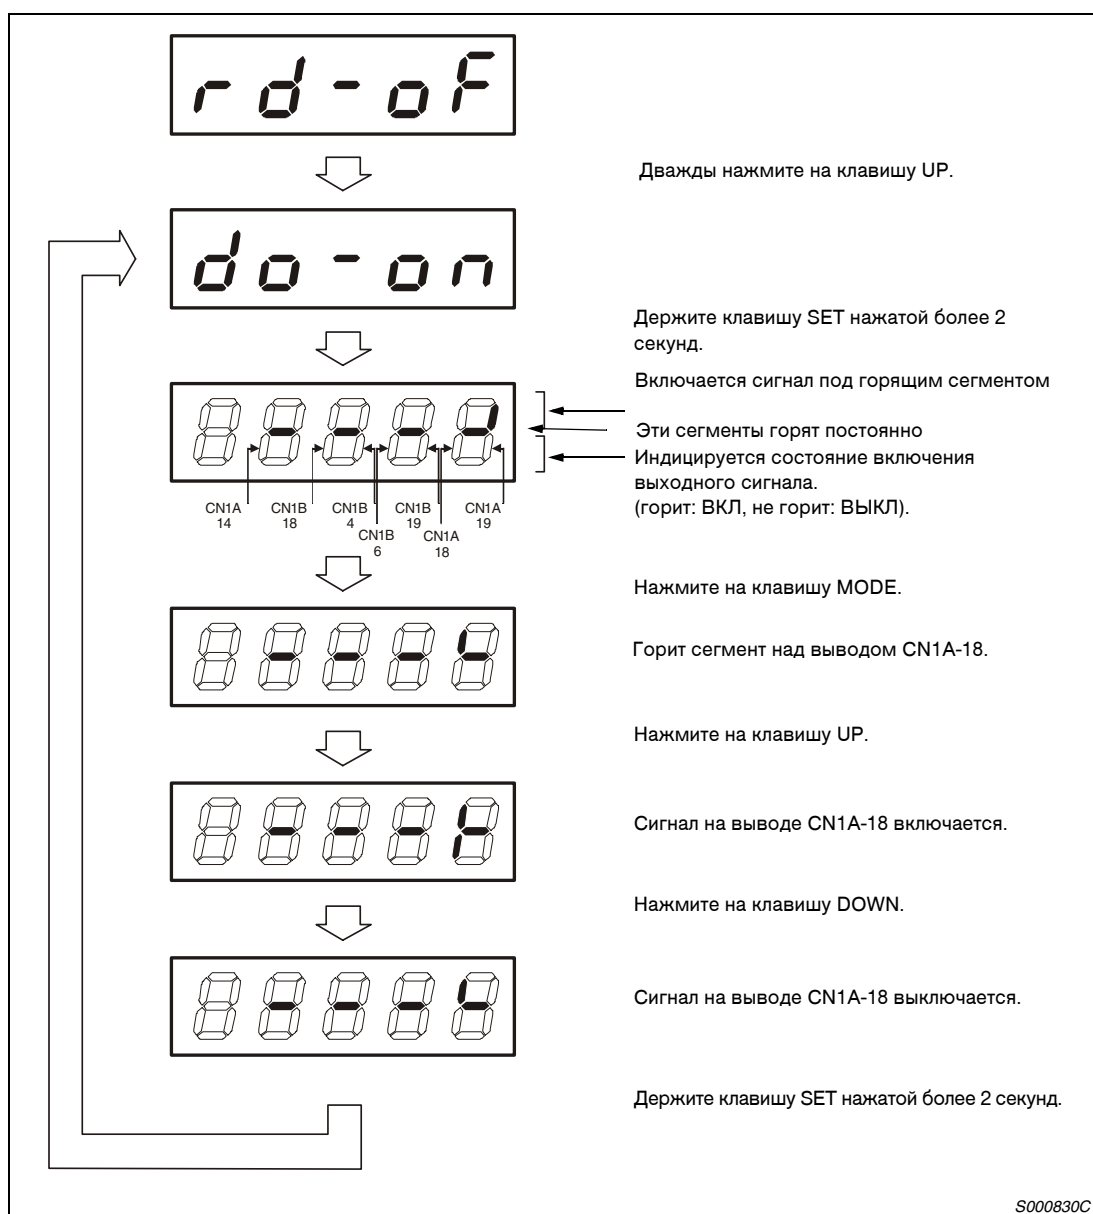 rd-oF
Дважды нажмите на клавишу UP.
do-on
Держите клавишу SET нажатой более 2
секунд.
Включается сигнал под горящим сегментом
Эти сегменты горят постоянно
Индицируется состояние включения
выходного сигнала.
(горит: ВКЛ, не горит: ВЫКЛ).
CN1A
14
CN1B
18
CN1B
4
CN1B
6
CN1B
19
CN1A
18
CN1A
19
Нажмите на клавишу MODE.
Горит сегмент над выводом CN1A-18.
Нажмите на клавишу UP.
Сигнал на выводе CN1A-18 включается.
Нажмите на клавишу DOWN.
Сигнал на выводе CN1A-18 выключается.
Держите клавишу SET нажатой более 2 секунд.
S000830C